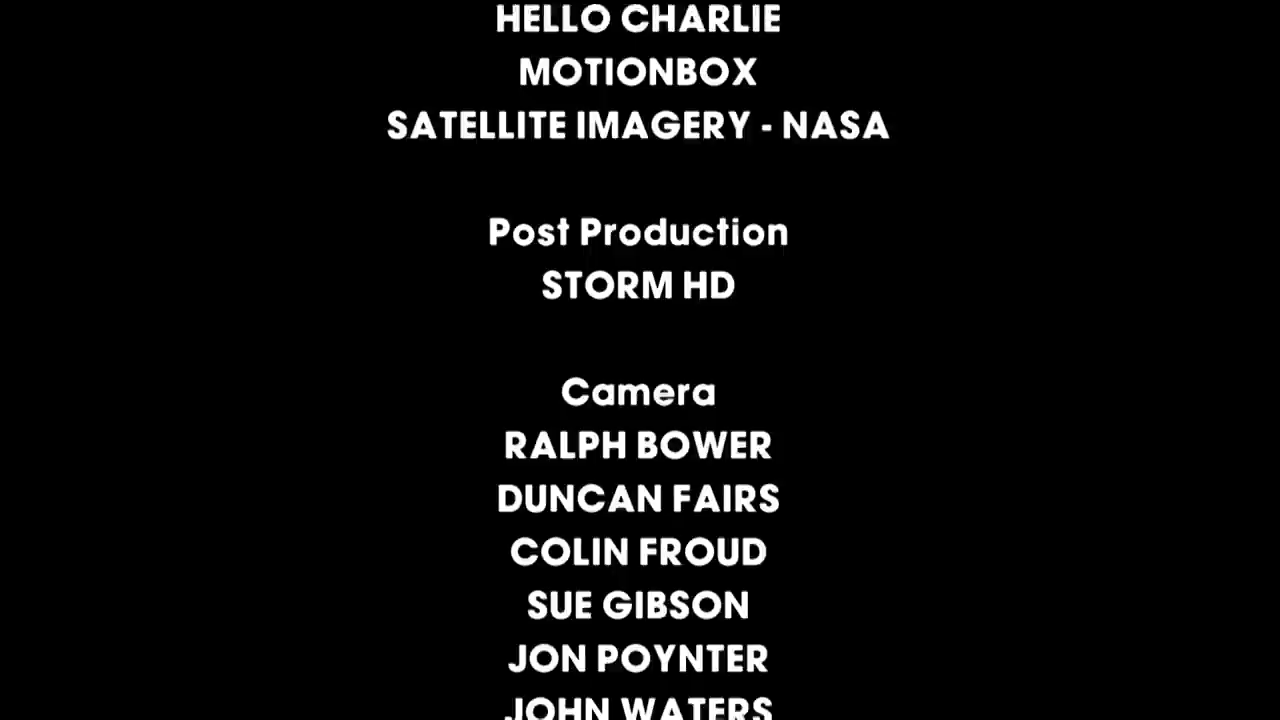 HELLO CHARLIE
MOTIONBOX
SATELLITE IMAGERY - NASA
Post Production
STORM HD
Camera
RALPH BOWER
DUNCAN FAIRS
COLIN FROUD
SUE GIBSON
JON POYNTER
JOHN WATERS